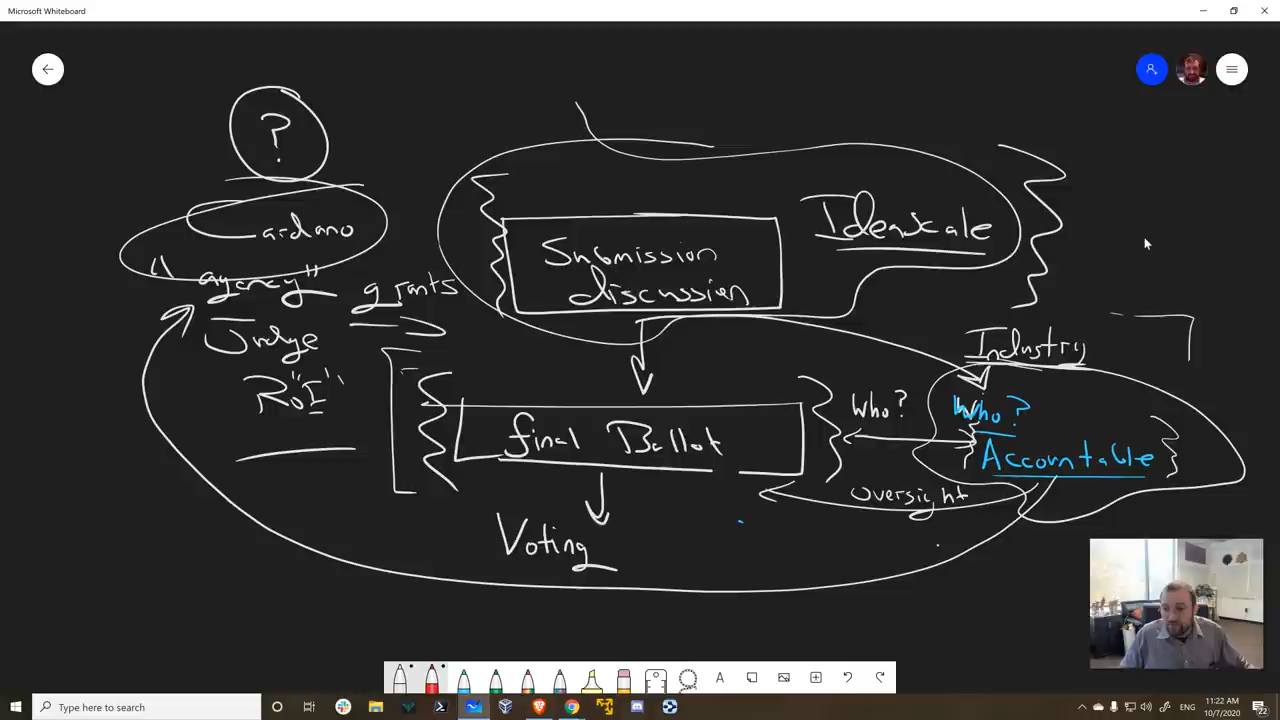 Microsoft Whiteboard
?
Cardano
"agency"
grants
Judge
"RoI"
Ideascale
Submission
discussion
Industry
Who?
Who?
Accountable
final Ballot
oversight
Voting
A
Type here to search
ENG
11:22 AM
10/7/2020
22